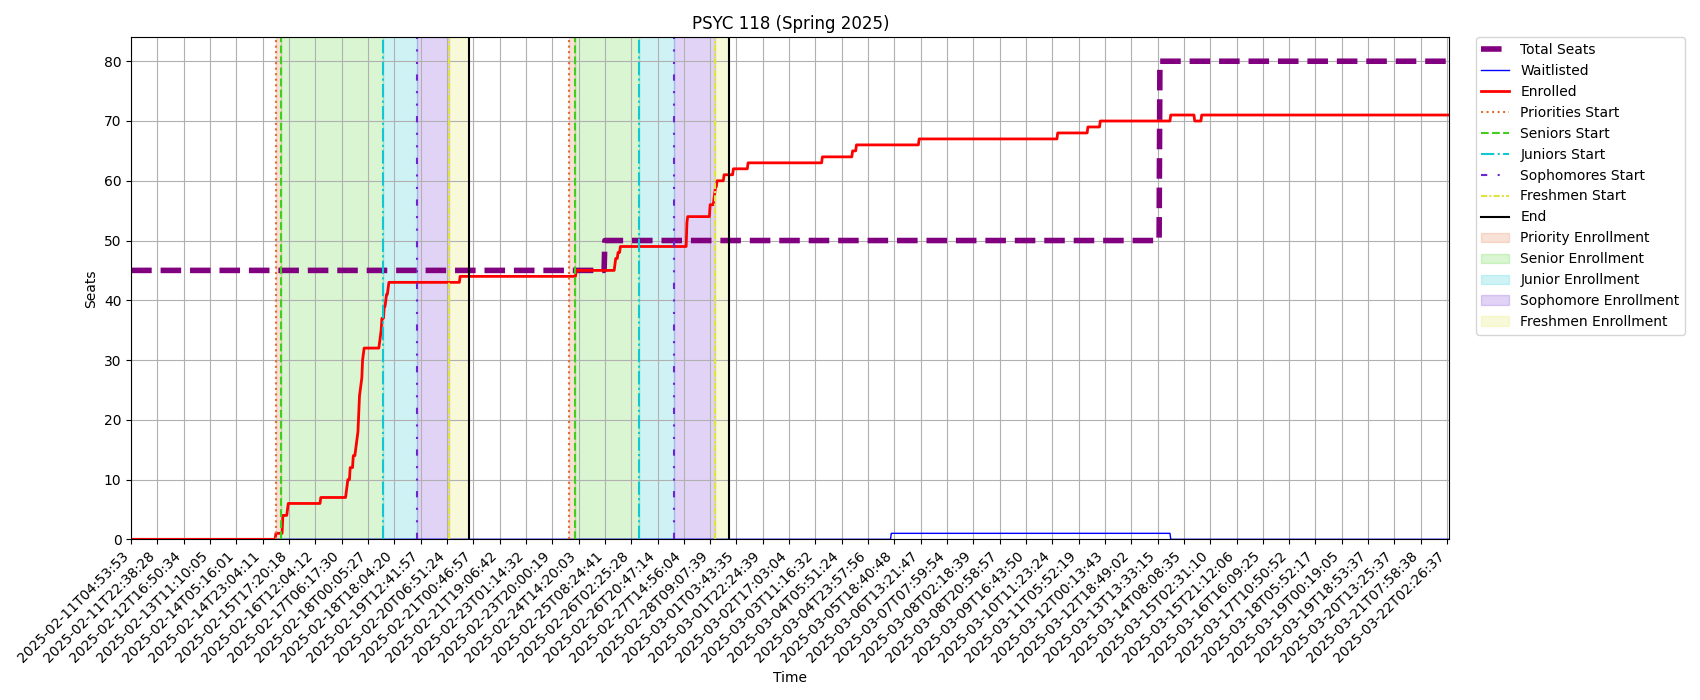 PSYC 118 (Spring 2025)
80
70
60
50
40
30
20
10
0
Seats
2025-02-11T04:53:53
2025-02-11T22:38:28
2025-02-12T16:50:34
2025-02-13T11:10:05
2025-02-14T05:16:01
2025-02-14T23:04:11
2025-02-15T17:20:18
2025-02-16T12:04:12
2025-02-17T06:17:30
2025-02-18T00:05:27
2025-02-18T18:04:20
2025-02-19T12:41:57
2025-02-20T06:51:24
2025-02-21T00:46:57
2025-02-21T19:06:42
2025-02-22T13:14:32
2025-02-23T20:00:19
2025-02-24T14:20:03
2025-02-25T08:24:41
2025-02-26T02:25:28
2025-02-26T20:47:14
2025-02-27T14:56:04
2025-02-28T09:07:39
2025-03-01T03:43:35
2025-03-01T22:24:39
2025-03-02T17:03:04
2025-03-03T11:16:32
2025-03-04T05:51:24
2025-03-04T23:57:56
2025-03-05T18:40:48
2025-03-06T13:21:47
2025-03-07T07:59:54
2025-03-08T02:18:39
2025-03-08T20:58:57
2025-03-09T16:43:50
2025-03-10T11:23:24
2025-03-11T05:52:19
2025-03-12T00:13:43
2025-03-12T18:49:02
2025-03-13T13:33:15
2025-03-14T08:08:35
2025-03-15T02:31:10
2025-03-15T21:12:06
2025-03-16T16:09:25
2025-03-17T10:50:52
2025-03-18T05:52:17
2025-03-19T00:19:05
2025-03-19T18:53:37
2025-03-20T13:25:37
2025-03-21T07:58:38
2025-03-22T02:26:37
Time
Total Seats
Waitlisted
Enrolled
Priorities Start
Seniors Start
Juniors Start
Sophomores Start
Freshmen Start
End
Priority Enrollment
Senior Enrollment
Junior Enrollment
Sophomore Enrollment
Freshmen Enrollment